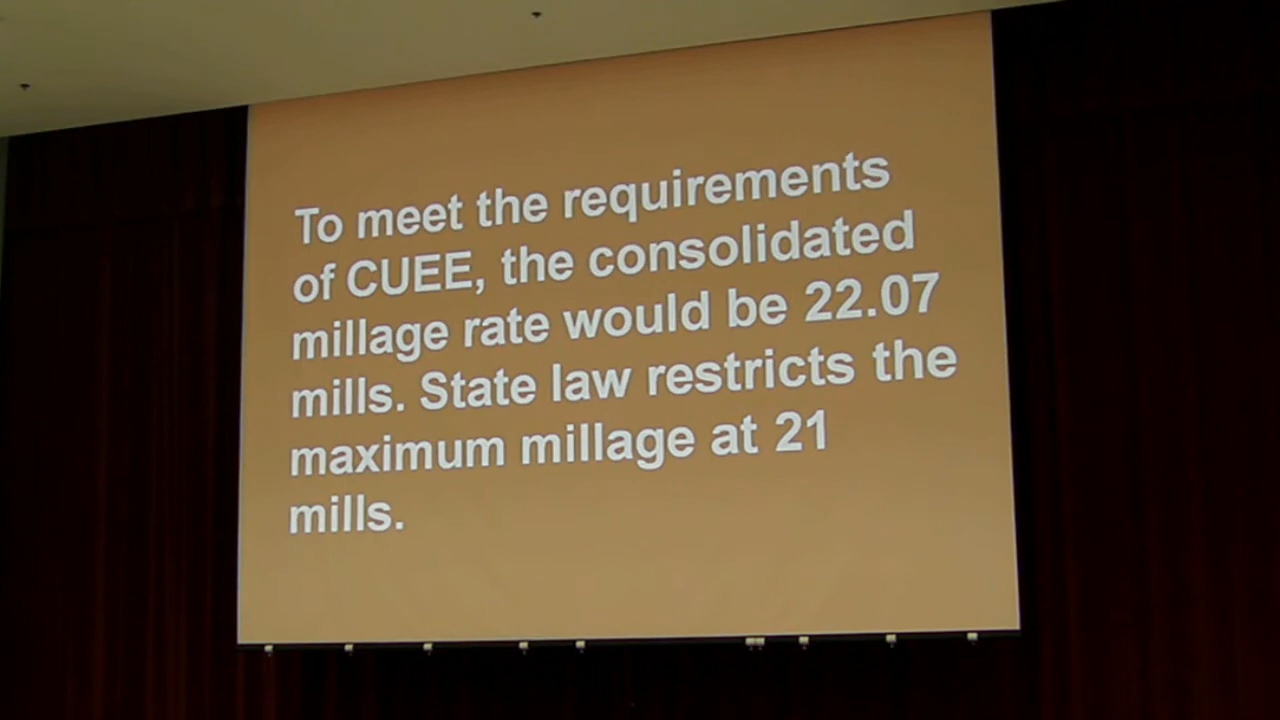 To meet the requirements
of CUEE, the consolidated
millage rate would be 22.07
mills. State law restricts the
maximum millage at 21
mills.